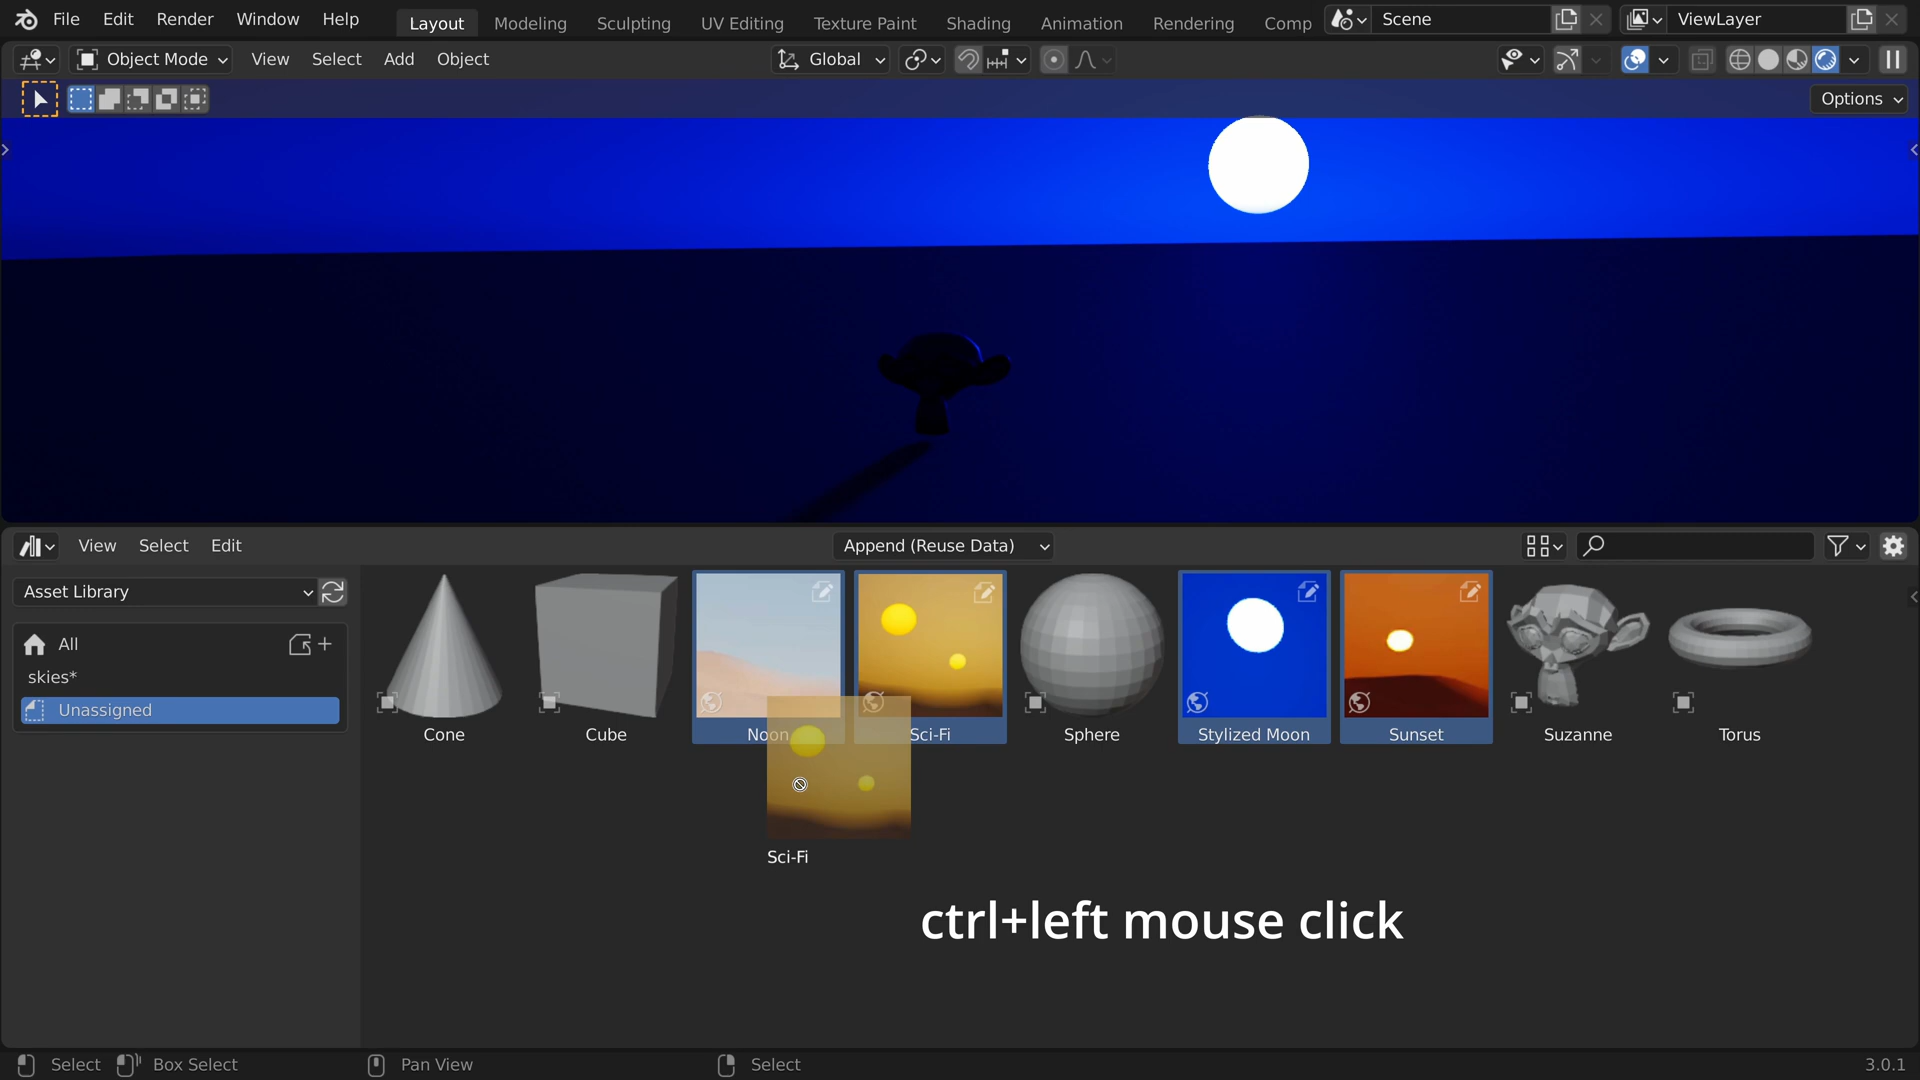 File Edit Render Window Help Layout Modeling Sculpting UV Editing Texture Paint Shading Animation Rendering Comp Scene ViewLayer
Object Mode View Select Add Object Global
Options
View Select Edit Append (Reuse Data)
Asset Library
All
skies*
Unassigned
Cone Cube Noon Sci-Fi Sphere Stylized Moon Sunset Suzanne Torus
Sci-Fi
ctrl+left mouse click
Select Box Select Pan View Select 3.0.1